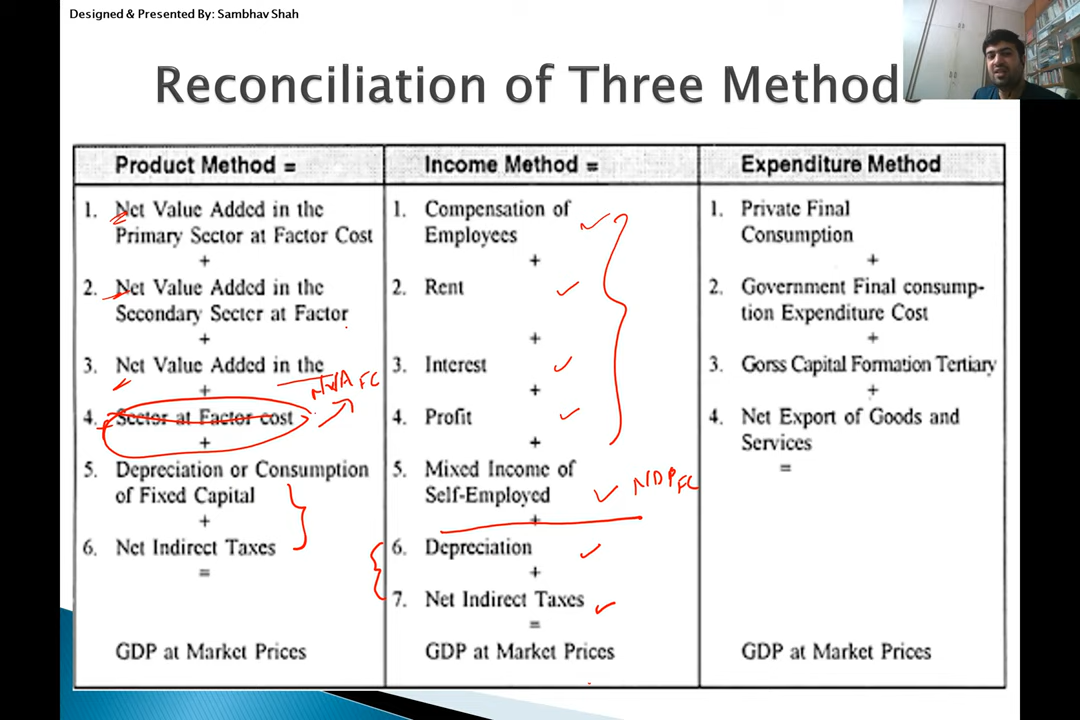 Designed & Presented By: Sambhav Shah
Reconciliation of Three Methods
Product Method =
1. Net Value Added in the
Primary Sector at Factor Cost
+
2. Net Value Added in the
Secondary Sector at Factor
+
3. Net Value Added in the
+
NVA FC
4. Sector at Factor cost
+
5. Depreciation or Consumption
of Fixed Capital
+
6. Net Indirect Taxes
=
GDP at Market Prices
Income Method =
1. Compensation of
Employees
+
2. Rent
+
3. Interest
+
4. Profit
+
5. Mixed Income of
Self-Employed
NDP FC
+
6. Depreciation
+
7. Net Indirect Taxes
=
GDP at Market Prices
Expenditure Method
1. Private Final
Consumption
+
2. Government Final consump-
tion Expenditure Cost
+
3. Gorss Capital Formation Tertiary
+
4. Net Export of Goods and
Services
=
GDP at Market Prices